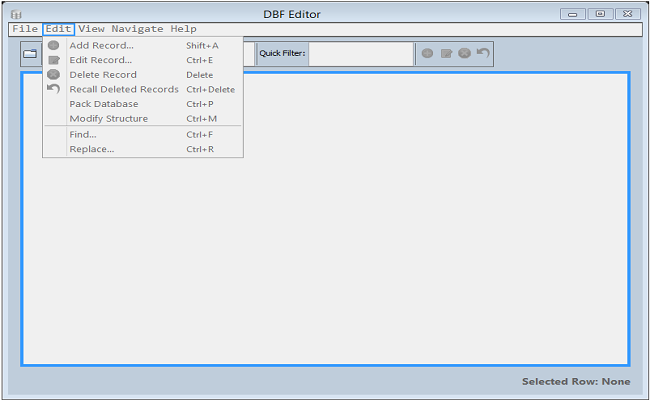 DBF Editor
File Edit View Navigate Help
Quick Filter:
Add Record... Shift+A
Edit Record... Ctrl+E
Delete Record Delete
Recall Deleted Records Ctrl+Delete
Pack Database Ctrl+P
Modify Structure Ctrl+M
Find... Ctrl+F
Replace... Ctrl+R
Selected Row: None